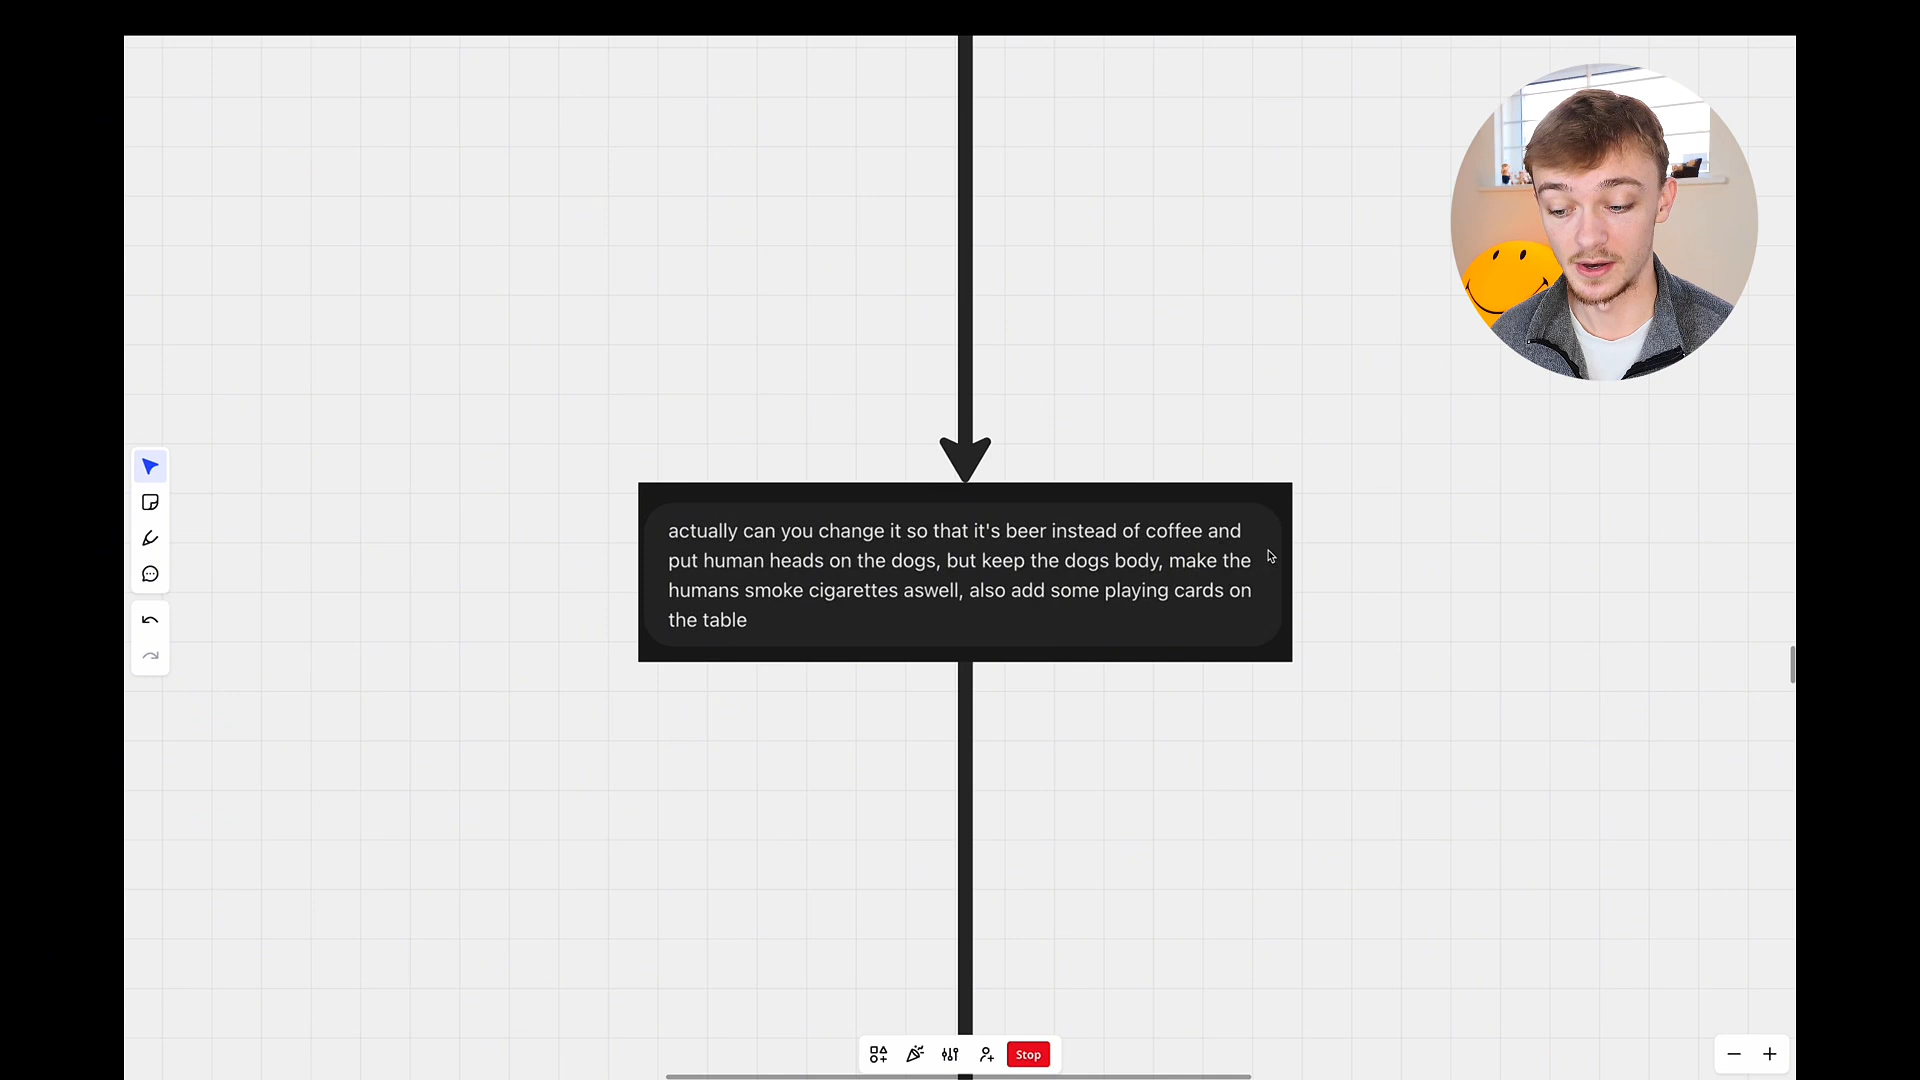 actually can you change it so that it's beer instead of coffee and
put human heads on the dogs, but keep the dogs body, make the
humans smoke cigarettes aswell, also add some playing cards on
the table
Stop